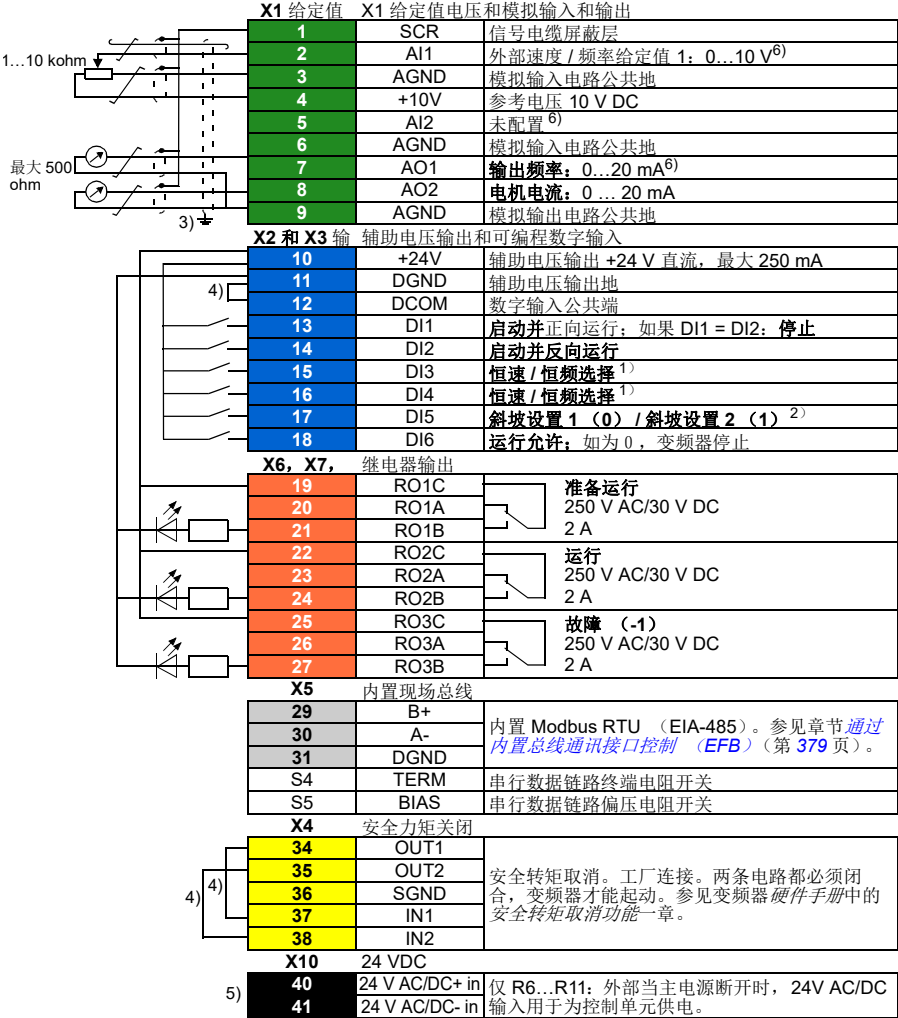 X1 给定值 X1 给定值电压和模拟输入和输出
1 SCR 信号电缆屏蔽层
1…10 kohm
2 AI1 外部速度 / 频率给定值 1：0…10 V6)
3 AGND 模拟输入电路公共地
4 +10V 参考电压 10 V DC
5 AI2 未配置 6)
6 AGND 模拟输入电路公共地
最大 500
ohm
7 AO1 输出频率：0…20 mA6)
8 AO2 电机电流：0 … 20 mA
9 AGND 模拟输出电路公共地
3)
X2 和 X3 输 辅助电压输出和可编程数字输入
10 +24V 辅助电压输出 +24 V 直流，最大 250 mA
11 DGND 辅助电压输出地
4)
12 DCOM 数字输入公共端
13 DI1 启动并正向运行；如果 DI1 = DI2：停止
14 DI2 启动并反向运行
15 DI3 恒速 / 恒频选择 1）
16 DI4 恒速 / 恒频选择 1）
17 DI5 斜坡设置 1 （0）/ 斜坡设置 2 （1）2）
18 DI6 运行允许；如为 0 ，变频器停止
X6，X7， 继电器输出
19 RO1C 准备运行
20 RO1A 250 V AC/30 V DC
21 RO1B 2 A
22 RO2C 运行
23 RO2A 250 V AC/30 V DC
24 RO2B 2 A
25 RO3C 故障 （-1）
26 RO3A 250 V AC/30 V DC
27 RO3B 2 A
X5 内置现场总线
29 B+
30 A-
31 DGND
内置 Modbus RTU （EIA-485）。参见章节通过
内置总线通讯接口控制 （EFB）（第 379 页）。
S4 TERM 串行数据链路终端电阻开关
S5 BIAS 串行数据链路偏压电阻开关
X4 安全力矩关闭
34 OUT1
35 OUT2
36 SGND
37 IN1
38 IN2
4)
4)
安全转矩取消。工厂连接。两条电路都必须闭
合，变频器才能起动。参见变频器硬件手册中的
安全转矩取消功能一章。
X10 24 VDC
5)
40 24 V AC/DC+ in
41 24 V AC/DC- in
仅 R6…R11：外部当主电源断开时，24V AC/DC
输入用于为控制单元供电。